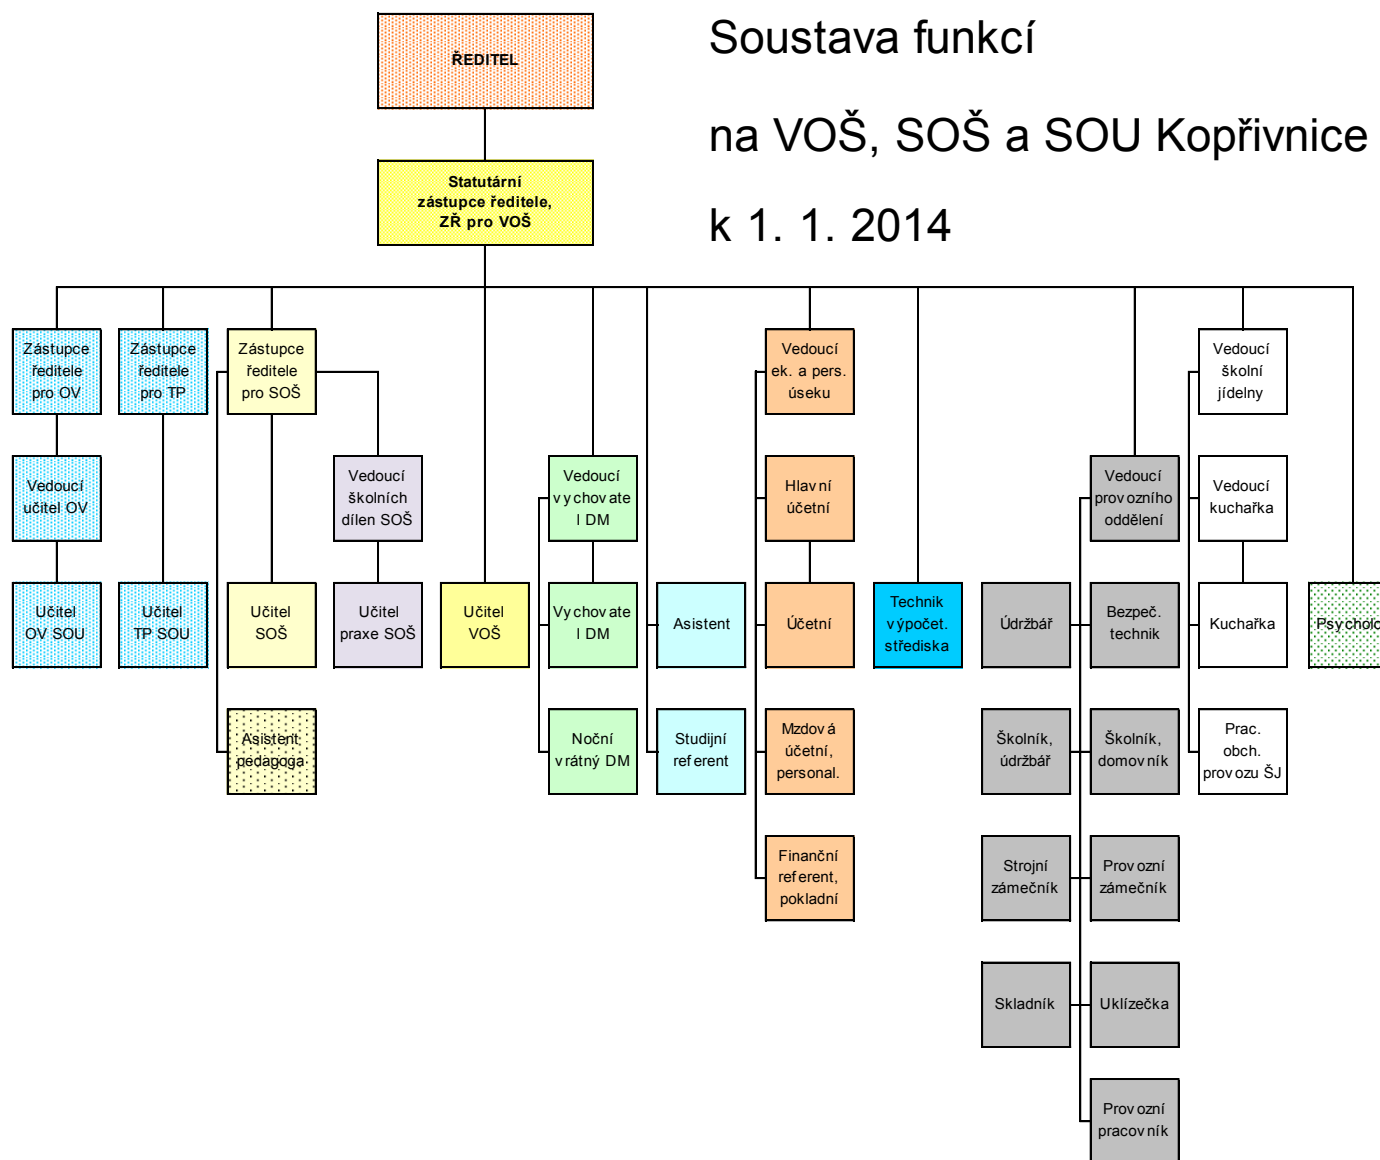 Soustava funkcí
na VOŠ, SOŠ a SOU Kopřivnice
k 1. 1. 2014
ŘEDITEL
Statutární
zástupce ředitele,
ZŘ pro VOŠ
Zástupce
ředitele
pro OV
Zástupce
ředitele
pro TP
Zástupce
ředitele
pro SOŠ
Vedoucí
ek. a pers.
úseku
Vedoucí
školní
jídelny
Vedoucí
učitel OV
Vedoucí
školních
dílen SOŠ
Vedoucí
vychovate
l DM
Hlavní
účetní
Vedoucí
provozního
oddělení
Vedoucí
kuchařka
Učitel
OV SOU
Učitel
TP SOU
Učitel
SOŠ
Učitel
praxe SOŠ
Učitel
VOŠ
Vychovate
l DM
Asistent
Účetní
Technik
výpočet.
střediska
Údržbář
Bezpeč.
technik
Kuchařka
Psycholo
Asistent
pedagoga
Noční
vrátný DM
Studijní
referent
Mzdová
účetní,
personal.
Školník,
údržbář
Školník,
domovník
Prac.
obch.
provozu ŠJ
Finanční
referent,
pokladní
Strojní
zámečník
Provozní
zámečník
Skladník
Uklízečka
Provozní
pracovník